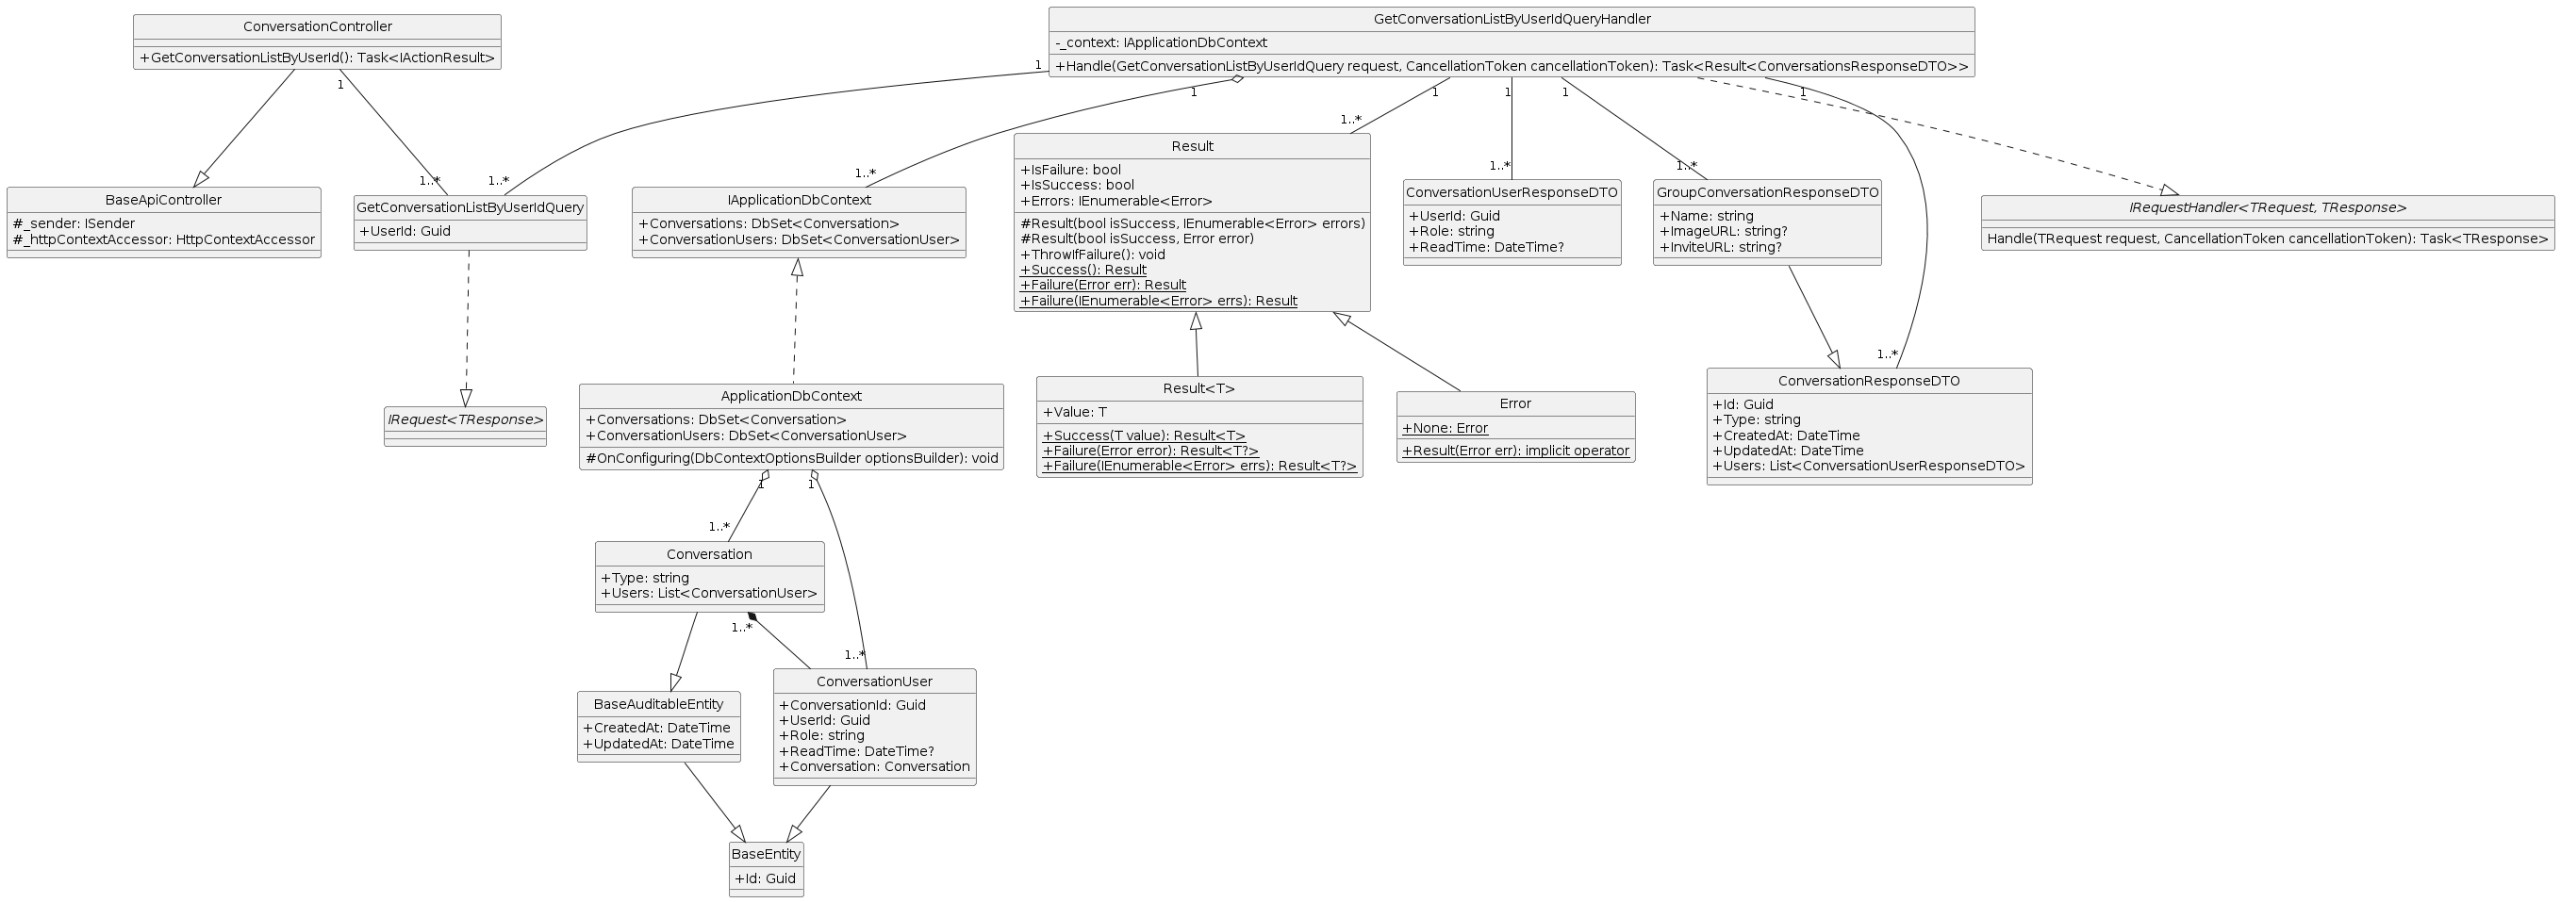 ConversationController
+GetConversationListByUserId(): Task<IActionResult>
1
GetConversationListByUserIdQueryHandler
-_context: IApplicationDbContext
+Handle(GetConversationListByUserIdQuery request, CancellationToken cancellationToken): Task<Result<ConversationsResponseDTO>>
1
1
1
1
1
1
BaseApiController
#_sender: ISender
#_httpContextAccessor: HttpContextAccessor
1..*
1..*
GetConversationListByUserIdQuery
+UserId: Guid
1..*
IApplicationDbContext
+Conversations: DbSet<Conversation>
+ConversationUsers: DbSet<ConversationUser>
1..*
Result
+IsFailure: bool
+IsSuccess: bool
+Errors: IEnumerable<Error>
#Result(bool isSuccess, IEnumerable<Error> errors)
#Result(bool isSuccess, Error error)
+ThrowIfFailure(): void
+Success(): Result
+Failure(Error err): Result
+Failure(IEnumerable<Error> errs): Result
1..*
ConversationUserResponseDTO
+UserId: Guid
+Role: string
+ReadTime: DateTime?
1..*
GroupConversationResponseDTO
+Name: string
+ImageURL: string?
+InviteURL: string?
IRequestHandler<TRequest, TResponse>
Handle(TRequest request, CancellationToken cancellationToken): Task<TResponse>
IRequest<TResponse>
ApplicationDbContext
+Conversations: DbSet<Conversation>
+ConversationUsers: DbSet<ConversationUser>
#OnConfiguring(DbContextOptionsBuilder optionsBuilder): void
1
1
Result<T>
+Value: T
+Success(T value): Result<T>
+Failure(Error error): Result<T?>
+Failure(IEnumerable<Error> errs): Result<T?>
Error
+None: Error
+Result(Error err): implicit operator
1..*
ConversationResponseDTO
+Id: Guid
+Type: string
+CreatedAt: DateTime
+UpdatedAt: DateTime
+Users: List<ConversationUserResponseDTO>
1..*
Conversation
+Type: string
+Users: List<ConversationUser>
1..*
1..*
BaseAuditableEntity
+CreatedAt: DateTime
+UpdatedAt: DateTime
ConversationUser
+ConversationId: Guid
+UserId: Guid
+Role: string
+ReadTime: DateTime?
+Conversation: Conversation
BaseEntity
+Id: Guid